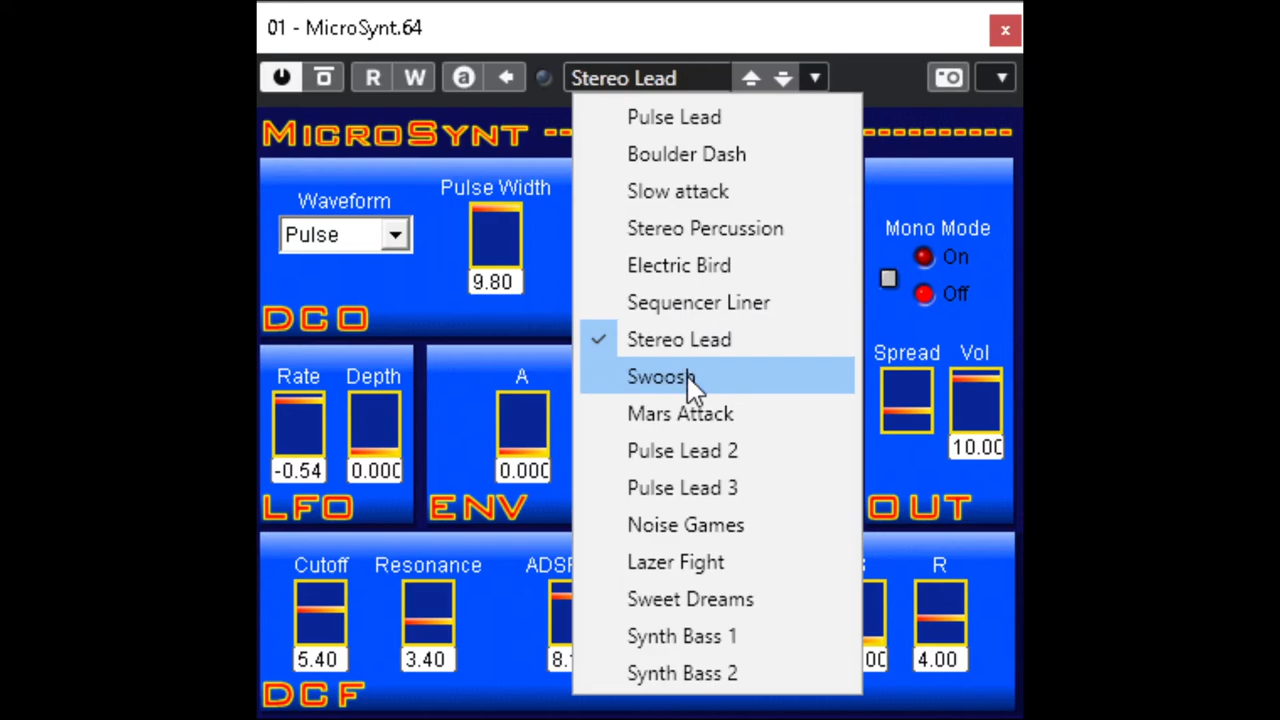 01 - MicroSynt.64
R W a Stereo Lead
MicroSynt
Waveform
Pulse
Pulse Width
9.80
DCO
Rate Depth
-0.54 0.000
LFO
A
0.000
ENV
Pulse Lead
Boulder Dash
Slow attack
Stereo Percussion
Electric Bird
Sequencer Liner
Stereo Lead
Swoosh
Mars Attack
Pulse Lead 2
Pulse Lead 3
Noise Games
Lazer Fight
Sweet Dreams
Synth Bass 1
Synth Bass 2
Mono Mode
On
Off
Spread Vol
10.00
OUT
Cutoff Resonance
5.40 3.40
R
4.00
DCF